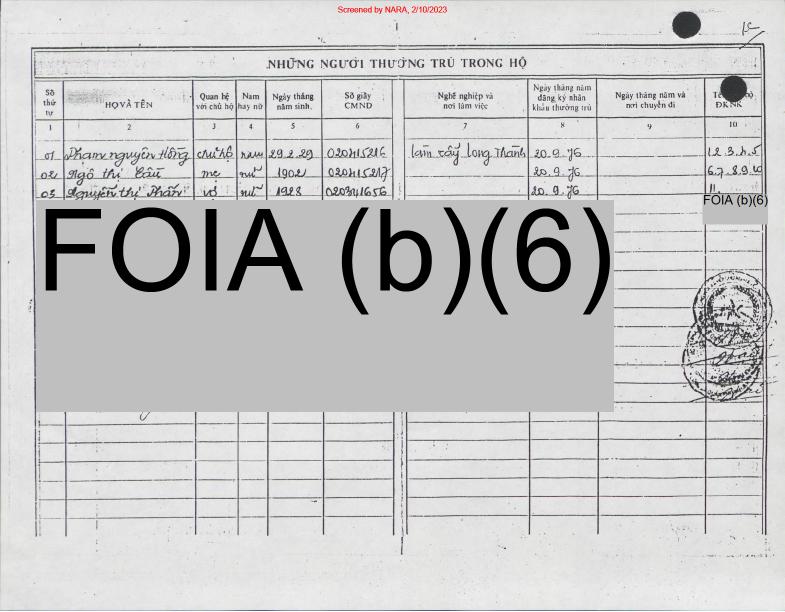 Screened by NARA, 2/10/2023
NHỮNG NGƯỜI THƯỜNG TRÚ TRONG HỘ
Số thứ tự HỌ VÀ TÊN Quan hệ với chủ hộ Nam hay nữ Ngày tháng năm sinh. Số giấy CMND Nghề nghiệp và nơi làm việc Ngày tháng năm đăng ký nhân khẩu thường trú Ngày tháng năm và nơi chuyển đi ĐKNK
1 2 3 4 5 6 7 8 9 10
01 Phạm nguyên Hồng chủ hộ nam 29.2.29 020415216 làm rẫy Long Thành 20.9.76 1.2.3.4.5
02 Ngô thị mẹ nữ 1902 020415217 20.9.76 6.7.8.9.10
03 Nguyễn thị vợ nữ 1928 020341656 20.9.76 11.
FOIA (b)(6)
FOIA (b)(6)